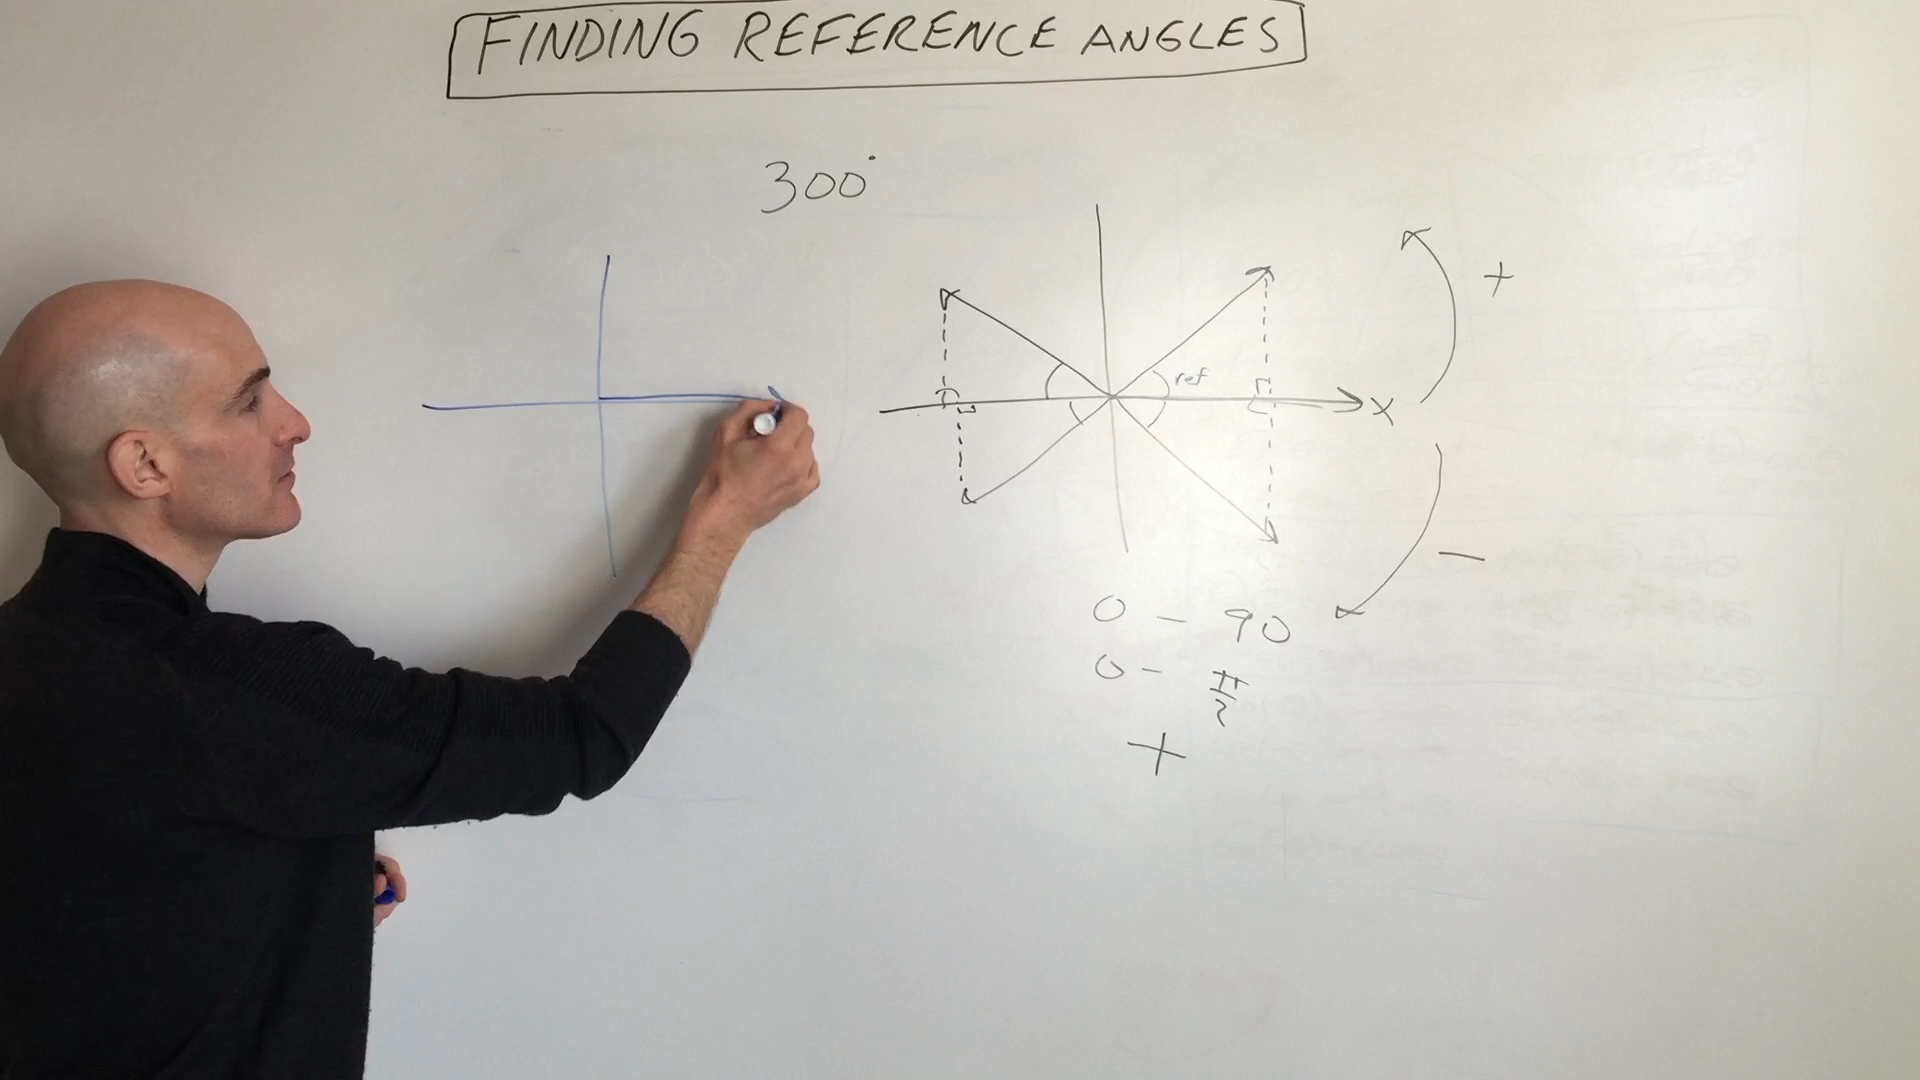 FINDING REFERENCE ANGLES
300°
+
ref
x
−
0 - 90
0 - π/2
+